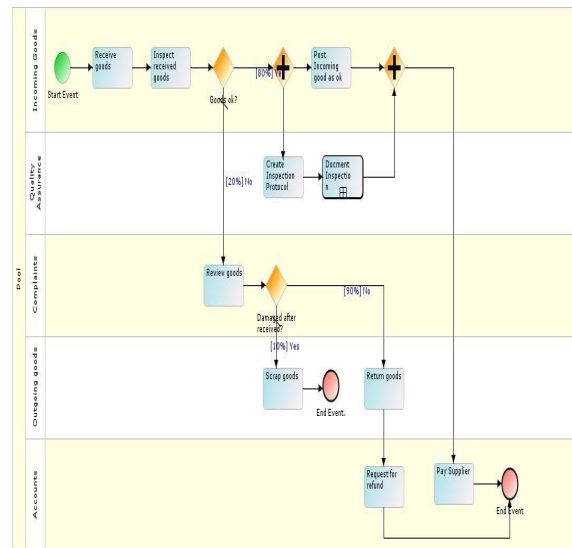 Pool
Incoming Goods
Start Event
Receive
goods
Inspect
received
goods
Goods ok?
[80%] Yes
Post
Incoming
good as ok
Quality
Assurance
[20%] No
Create
Inspection
Protocol
Docment
Inspectio
n
Complaints
Review goods
Damaged after
received?
[90%] No
[10%] Yes
Outgoing goods
Scrap goods
End Event.
Return goods
Accounts
Request for
refund
Pay Supplier
End Event